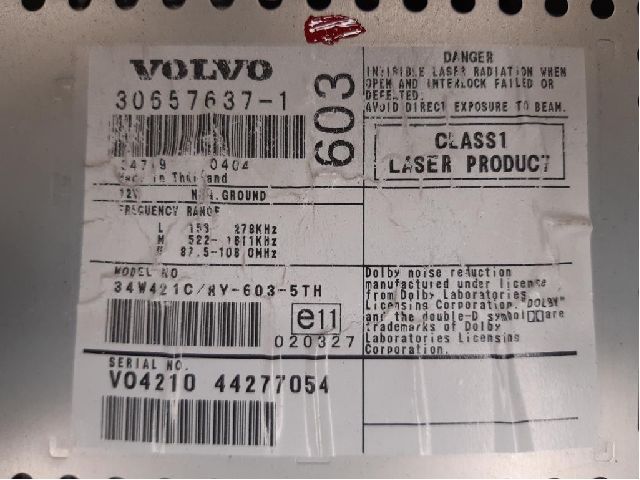 VOLVO
30657637-1
603
0404
Made in Thailand
12V NEG.GROUND
FREQUENCY RANGE
L 153 - 278KHz
M 522- 1611KHz
87.5-108.0MHz
MODEL NO
34W421C/RY-603-5TH
e11
020327
SERIAL NO.
V04210 44277054
DANGER
INVISIBLE LASER RADIATION WHEN
OPEN AND INTERLOCK FAILED OR
DEFEATED.
AVOID DIRECT EXPOSURE TO BEAM.
CLASS1
LASER PRODUCT
Dolby noise reduction
manufactured under license
from Dolby Laboratories
Licensing Corporation. "DOLBY"
and the double-D symbol are
trademarks of Dolby
Laboratories Licensing
Corporation.